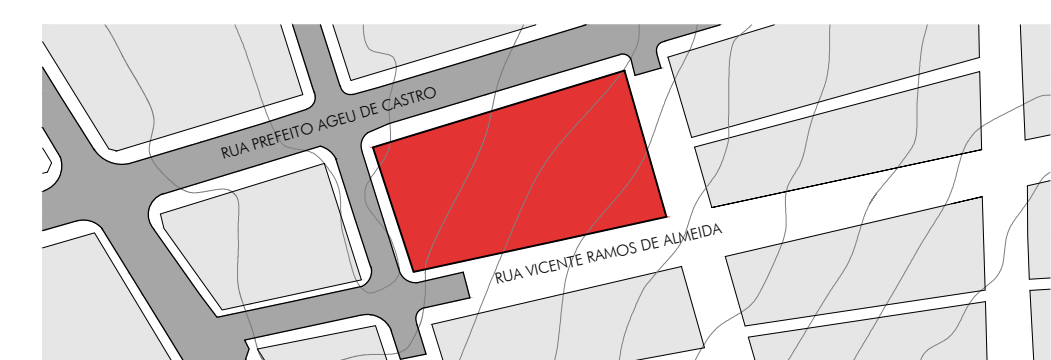 RUA PREFEITO AGEU DE CASTRO
RUA VICENTE RAMOS DE ALMEIDA